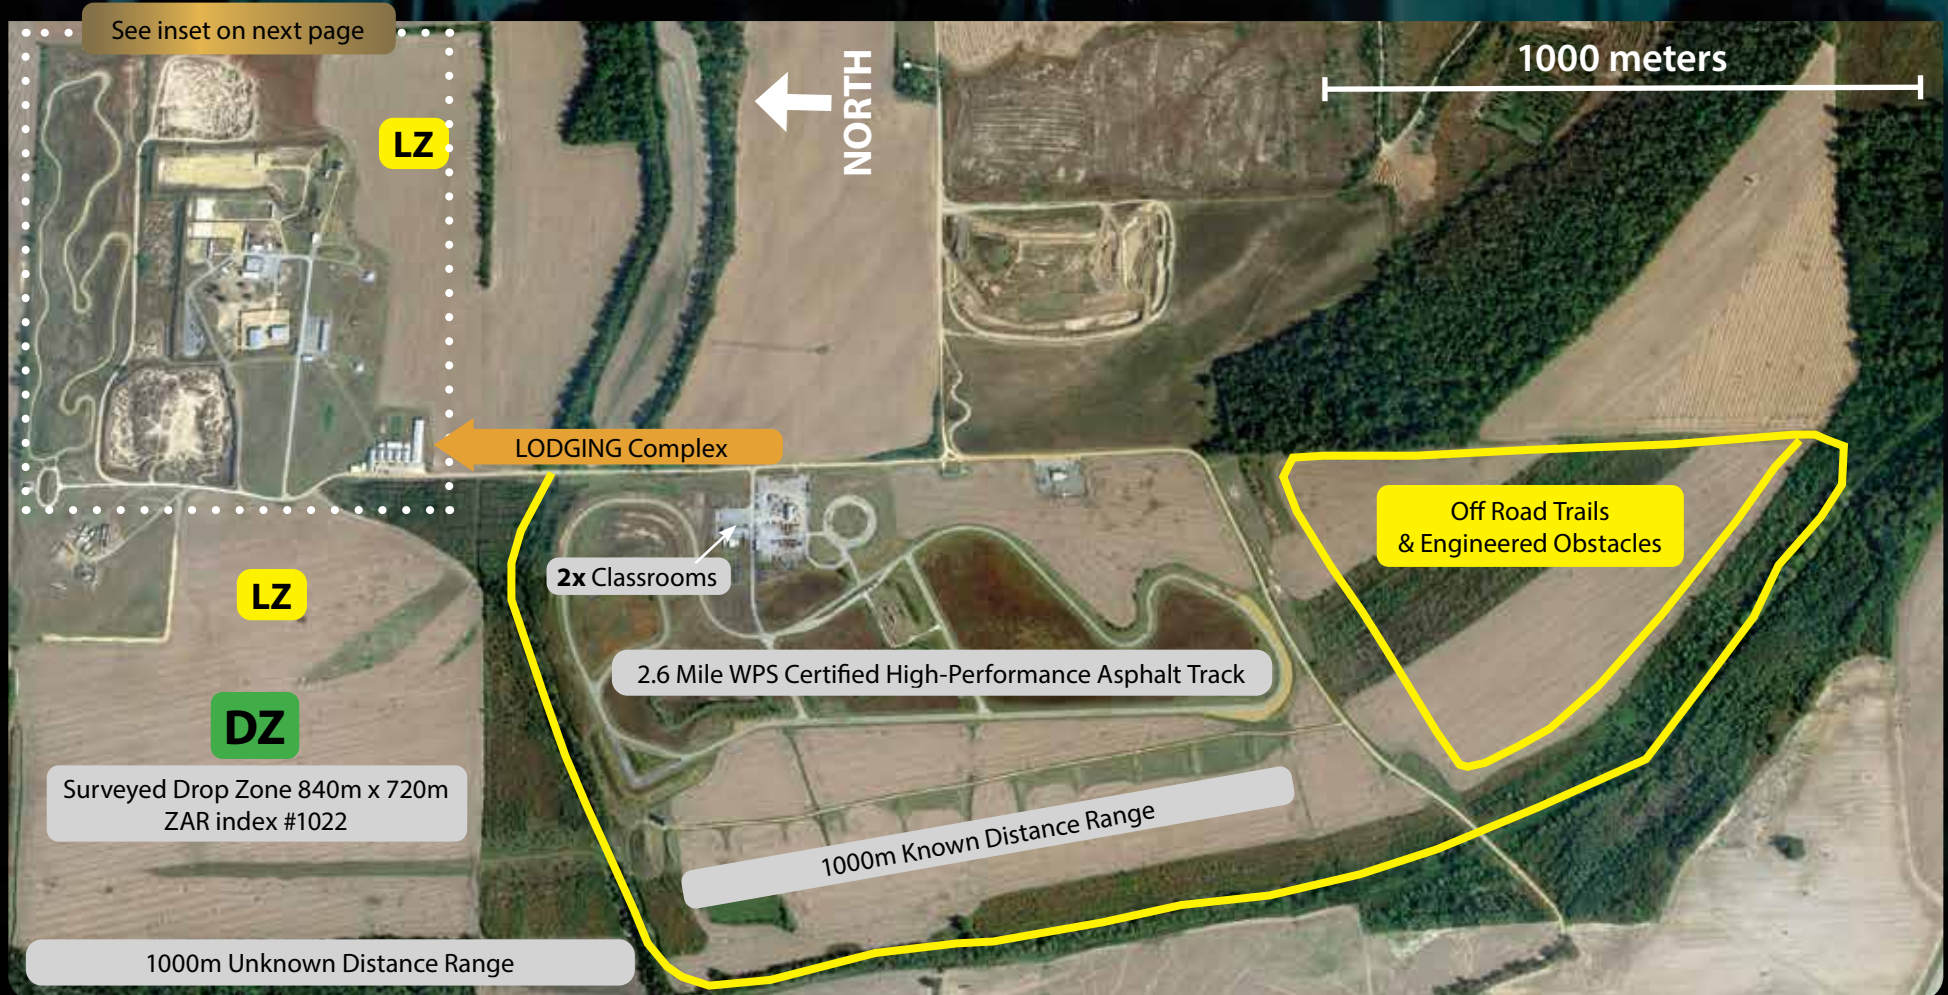 See inset on next page
NORTH
1000 meters
LZ
LODGING Complex
Off Road Trails
& Engineered Obstacles
2x Classrooms
LZ
2.6 Mile WPS Certified High-Performance Asphalt Track
DZ
Surveyed Drop Zone 840m x 720m
ZAR index #1022
1000m Known Distance Range
1000m Unknown Distance Range